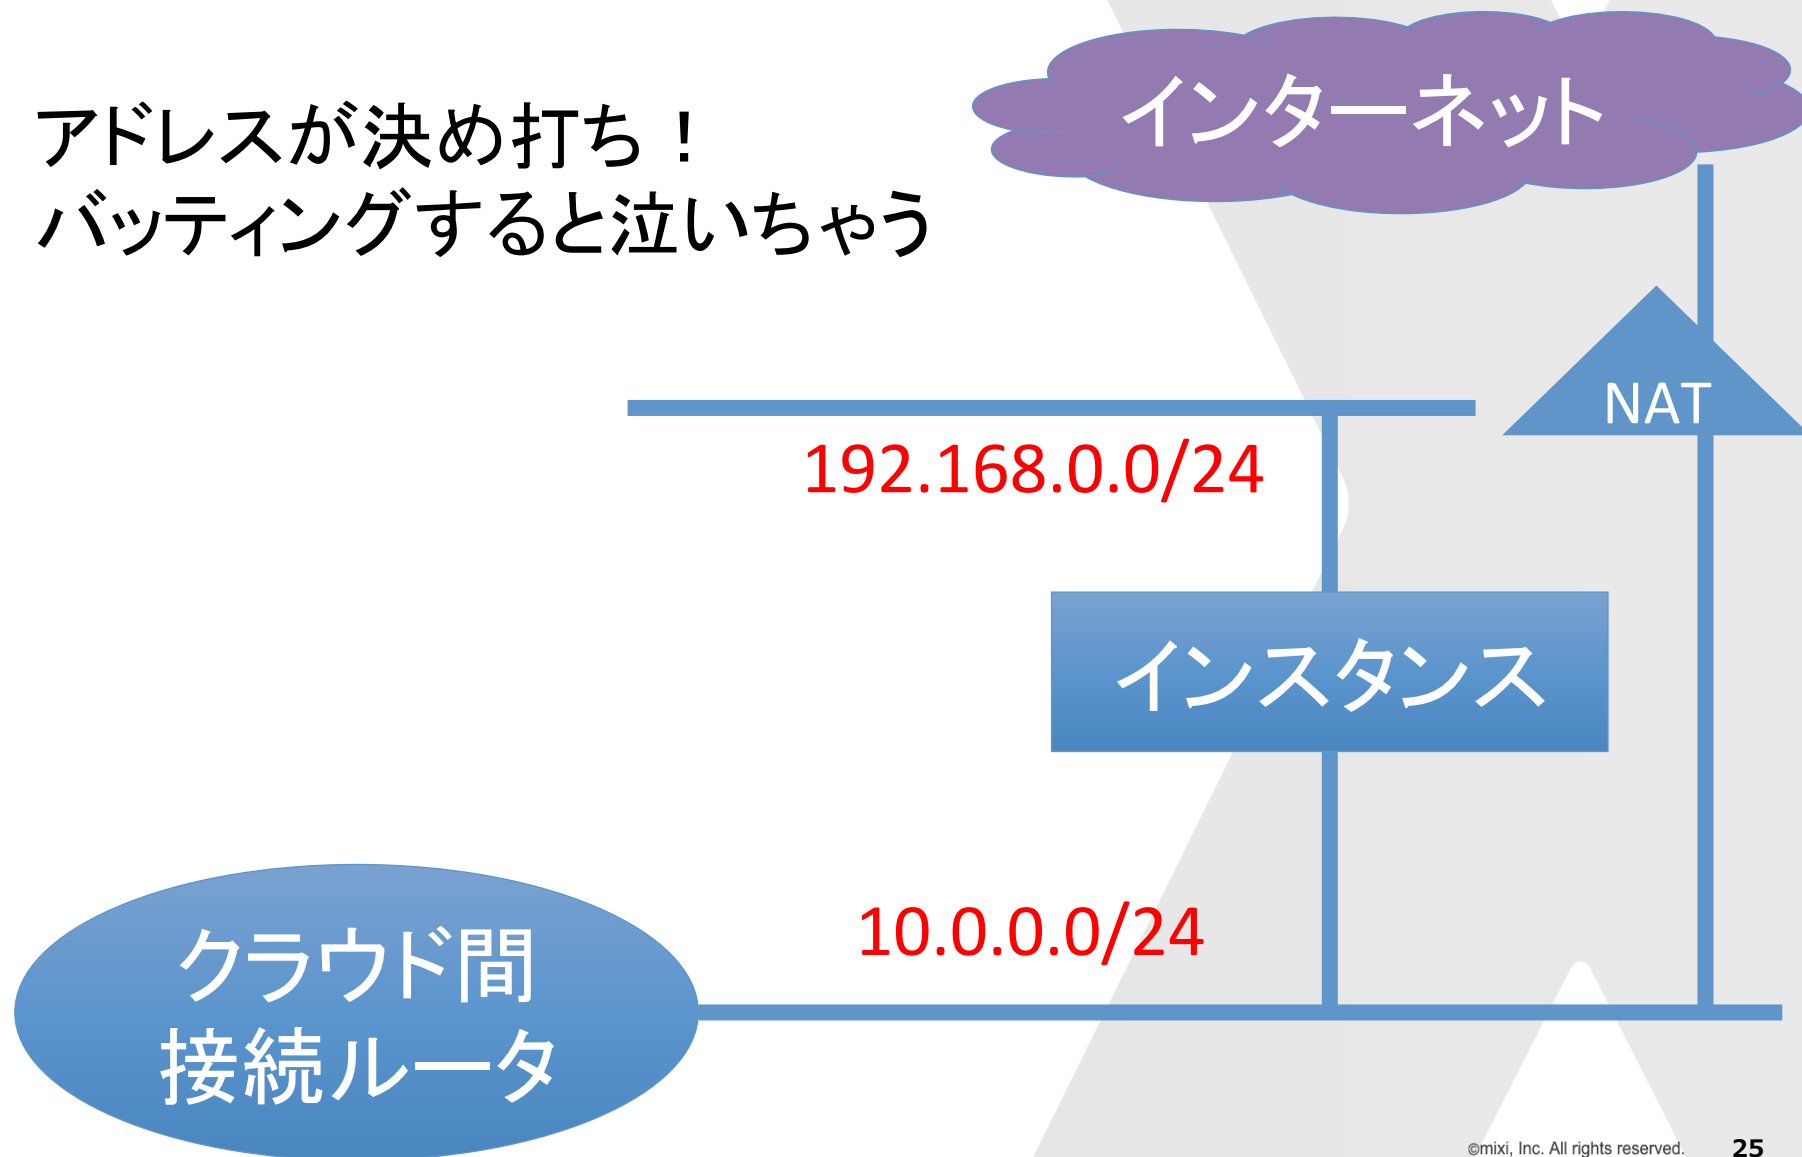 アドレスが決め打ち！
バッティングすると泣いちゃう
インターネット
NAT
192.168.0.0/24
インスタンス
10.0.0.0/24
クラウド間
接続ルータ
©mixi, Inc. All rights reserved.
25